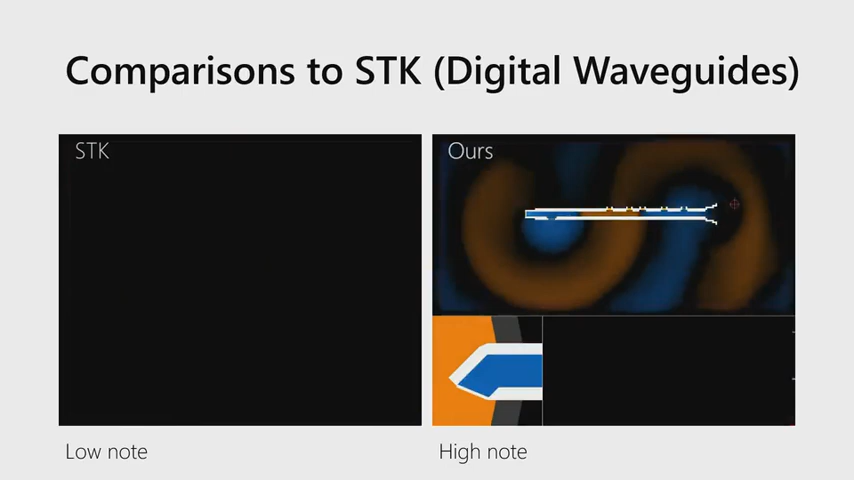 Comparisons to STK (Digital Waveguides)
STK
Ours
Low note
High note